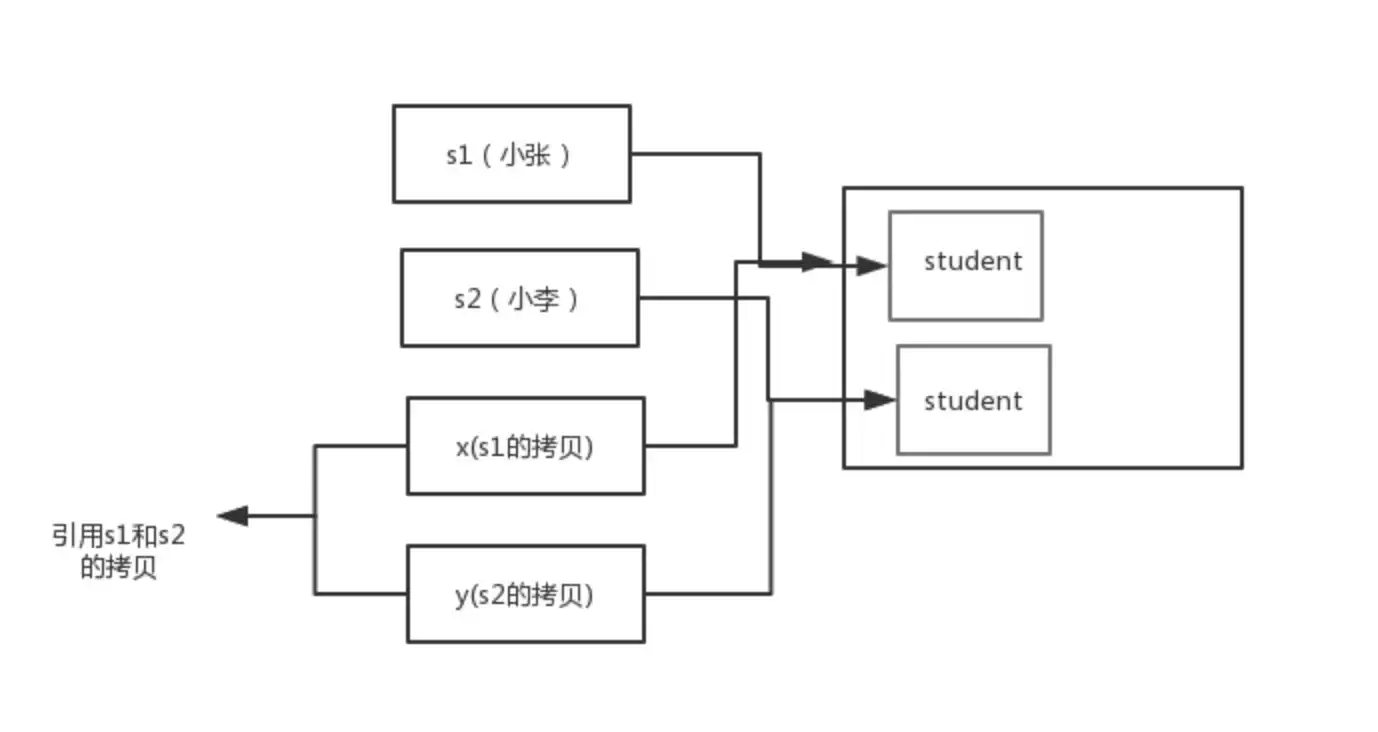 s1（小张）
s2（小李）
x(s1的拷贝)
y(s2的拷贝)
引用s1和s2
的拷贝
student
student